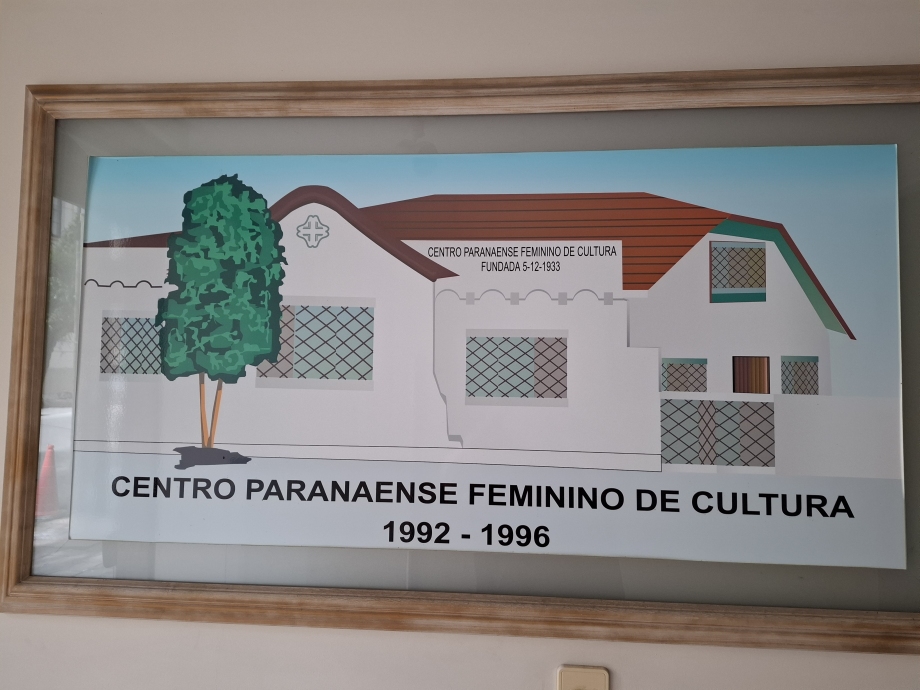 CENTRO PARANAENSE FEMININO DE CULTURA
FUNDADA 5-12-1933
CENTRO PARANAENSE FEMININO DE CULTURA
1992 - 1996